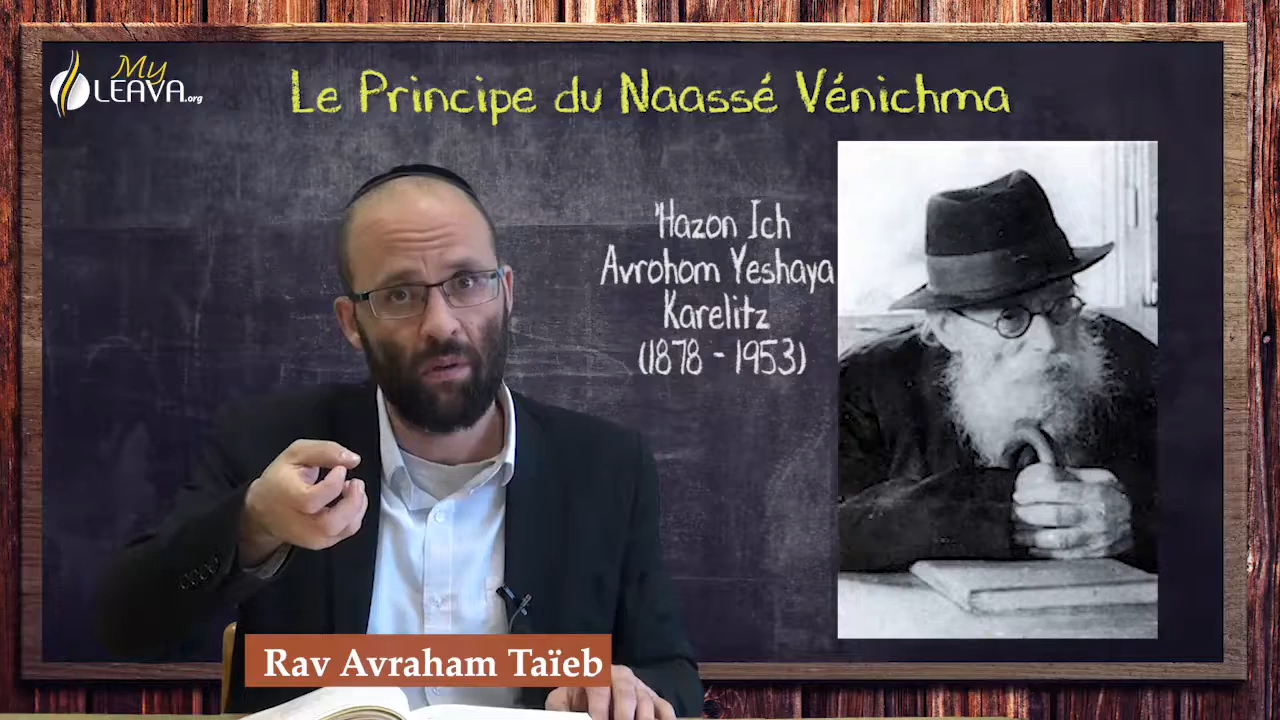 My
LEAVA.org
Le Principe du Naassé Vénichma
'Hazon Ich
Avrohom Yeshaya
Karelitz
(1878 - 1953)
Rav Avraham Taïeb